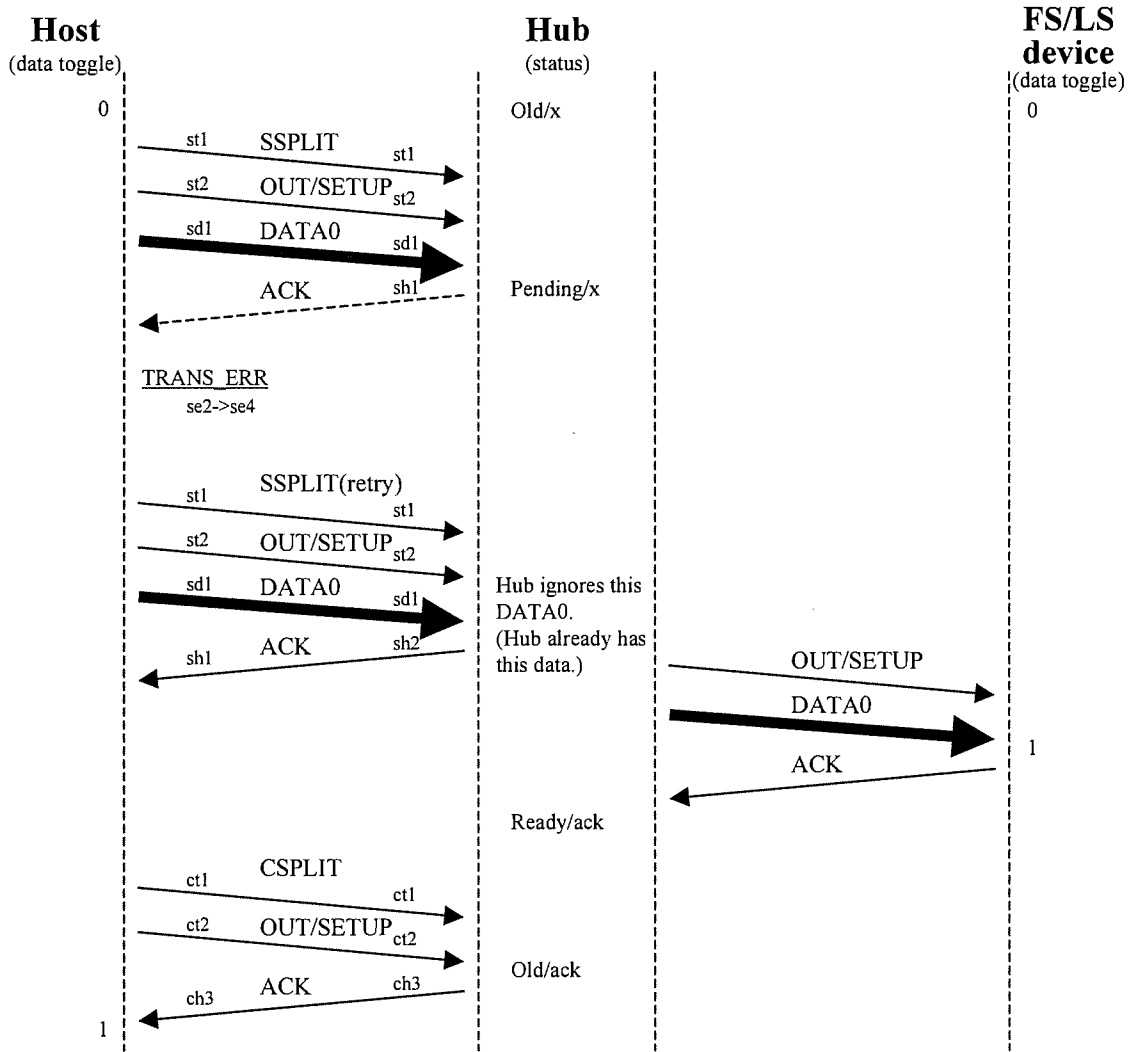 Host
(data toggle)
Hub
(status)
FS/LS
device
(data toggle)
0
Old/x
0
st1 SSPLIT st1
st2 OUT/SETUP st2
sd1 DATA0 sd1
ACK sh1
Pending/x
TRANS_ERR
se2->se4
st1 SSPLIT(retry) st1
st2 OUT/SETUP st2
sd1 DATA0 sd1
sh1 ACK sh2
Hub ignores this
DATA0.
(Hub already has
this data.)
OUT/SETUP
DATA0
1
ACK
Ready/ack
ct1 CSPLIT ct1
ct2 OUT/SETUP ct2
Old/ack
ch3 ACK ch3
1